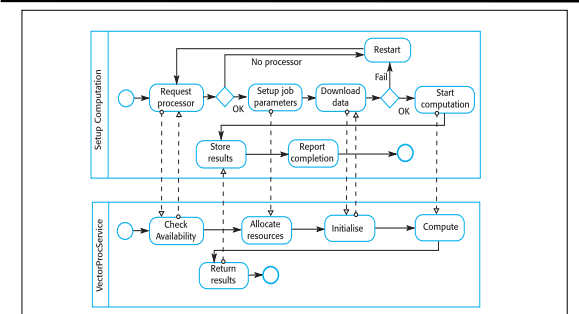 Setup Computation
Restart
No processor
Fail
Request
processor
OK
Setup job
parameters
Download
data
OK
Start
computation
Store
results
Report
completion
VectorProcService
Check
Availability
Allocate
resources
Initialise
Compute
Return
results